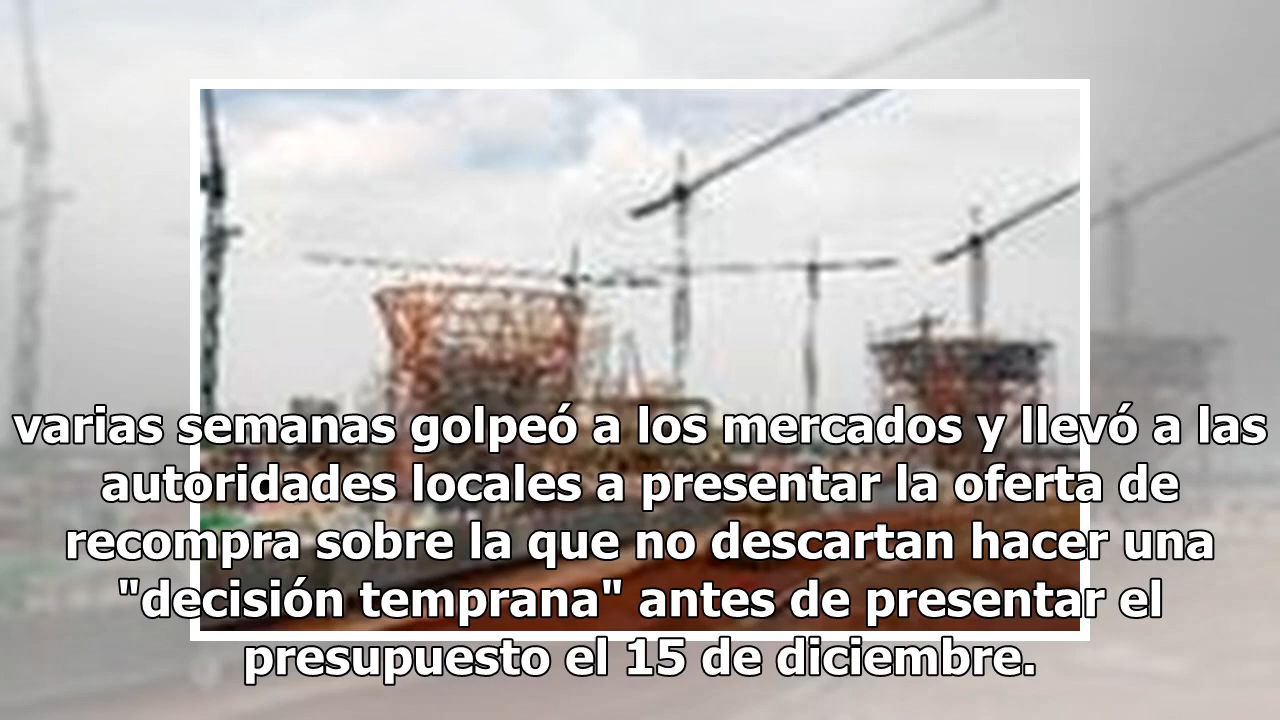 varias semanas golpeó a los mercados y llevó a las
autoridades locales a presentar la oferta de
recompra sobre la que no descartan hacer una
"decisión temprana" antes de presentar el
presupuesto el 15 de diciembre.